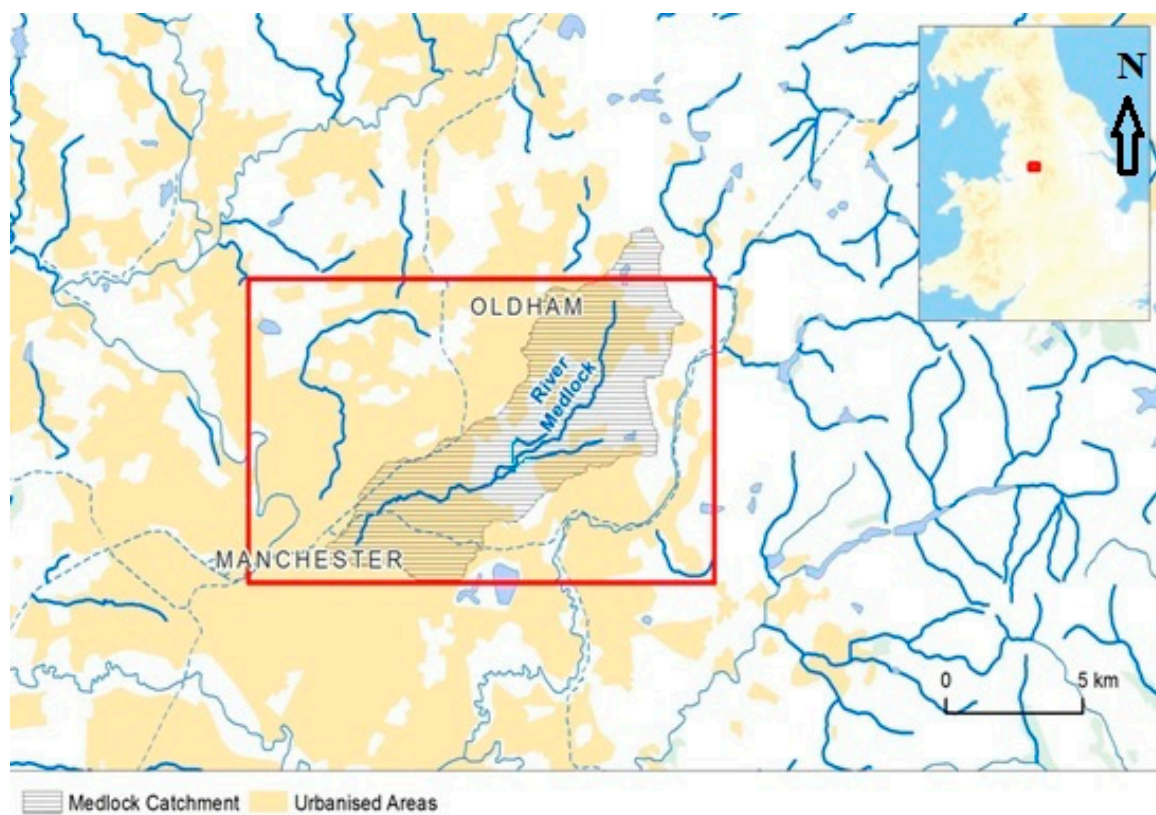 N
OLDHAM
River
Medlock
MANCHESTER
0 5 km
Medlock Catchment Urbanised Areas